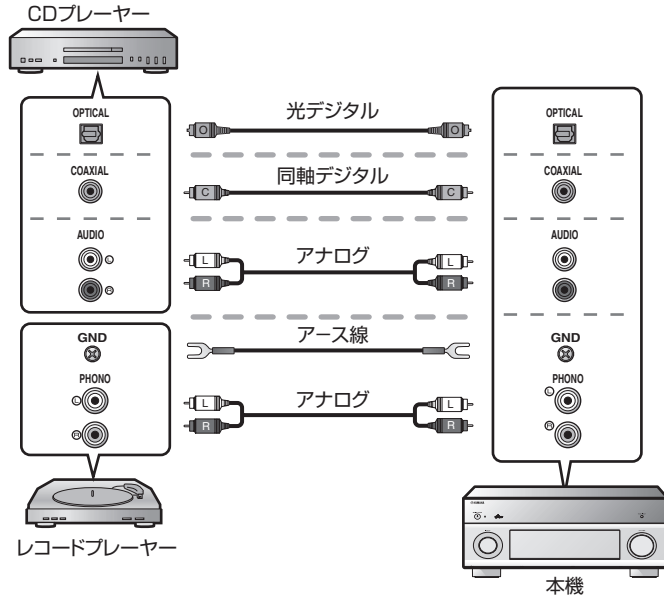 CDプレーヤー
OPTICAL
光デジタル
OPTICAL
O
O
COAXIAL
同軸デジタル
COAXIAL
C
C
AUDIO
アナログ
AUDIO
L
L
L
R
R
R
GND
アース線
GND
PHONO
アナログ
PHONO
L
L
L
L
R
R
R
R
レコードプレーヤー
YAMAHA
本機